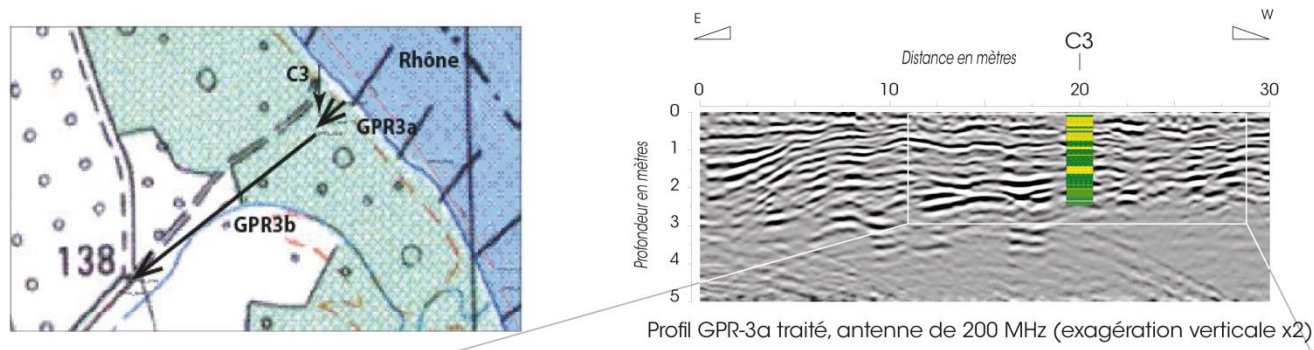 Rhône
C3
GPR3a
GPR3b
138
E
W
C3
Distance en mètres
0
10
20
30
Profondeur en mètres
0
1
2
3
4
5
Profil GPR-3a traité, antenne de 200 MHz (exagération verticale x2)